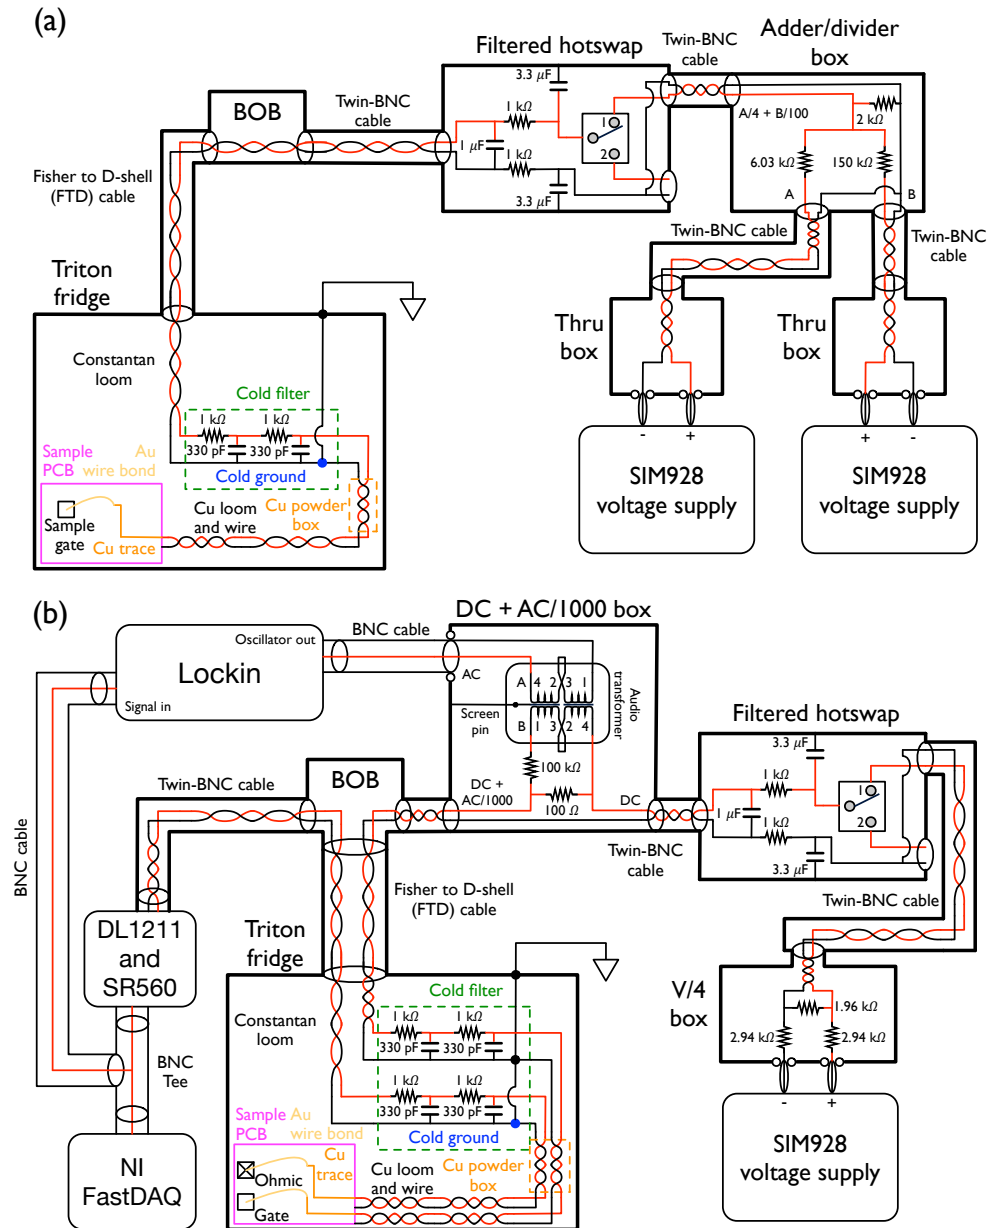 (a)
Filtered hotswap
Twin-BNC
cable
Adder/divider
box
3.3 μF
1 kΩ
1 μF
1
2
1 kΩ
3.3 μF
BOB
Twin-BNC
cable
A/4 + B/100
2 kΩ
6.03 kΩ
150 kΩ
A
B
Fisher to D-shell
(FTD) cable
Twin-BNC cable
Twin-BNC
cable
Triton
fridge
Thru
box
Thru
box
Constantan
loom
Cold filter
1 kΩ
1 kΩ
330 pF
330 pF
Cold ground
Sample
PCB
Au
wire bond
Sample
gate
Cu trace
Cu loom
and wire
Cu powder
box
-
+
+
-
SIM928
voltage supply
SIM928
voltage supply
(b)
DC + AC/1000 box
Oscillator out
Lockin
Signal in
BNC cable
AC
A
4
2
3
1
B
1
3
2
4
Audio
transformer
Screen
pin
100 kΩ
DC +
AC/1000
100 Ω
DC
Filtered hotswap
3.3 μF
1 kΩ
1 μF
1
2
1 kΩ
3.3 μF
BOB
Twin-BNC cable
Twin-BNC
cable
BNC cable
Fisher to D-shell
(FTD) cable
Twin-BNC cable
DL1211
and
SR560
Triton
fridge
V/4
box
1.96 kΩ
2.94 kΩ
2.94 kΩ
Constantan
loom
Cold filter
1 kΩ
1 kΩ
330 pF
330 pF
1 kΩ
1 kΩ
330 pF
330 pF
Cold ground
BNC
Tee
Sample
PCB
Au
wire bond
Cu
trace
Ohmic
Gate
Cu loom
and wire
Cu powder
box
-
+
SIM928
voltage supply
NI
FastDAQ